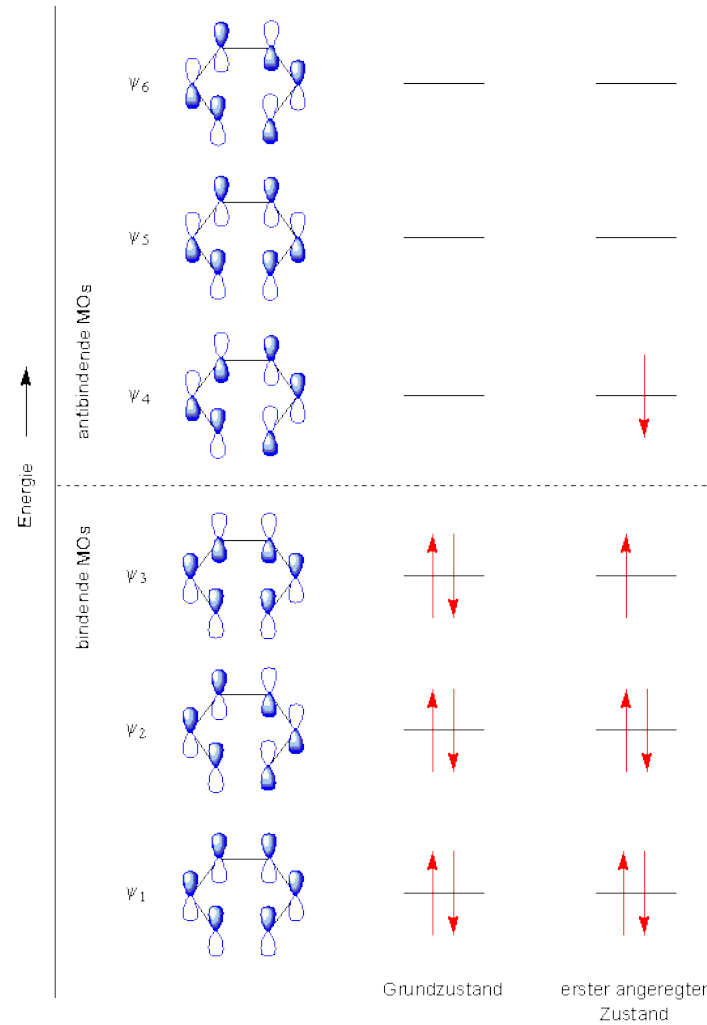 Ψ6
Ψ5
antibindende MOs
Ψ4
Energie
bindende MOs
Ψ3
Ψ2
Ψ1
Grundzustand
erster angeregter
Zustand